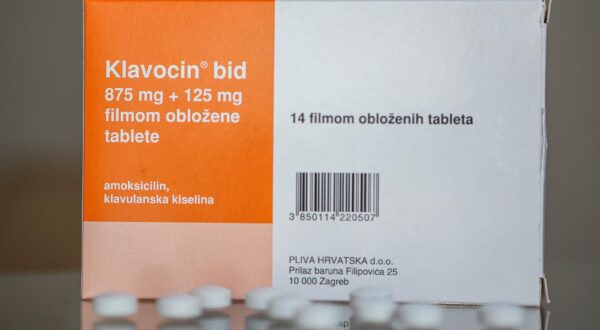 Klavocin® bid
875 mg + 125 mg
filmom obložene
tablete
amoksicilin,
klavulanska kiselina
14 filmom obloženih tableta
3 850114 220507
PLIVA HRVATSKA d.o.o.
Prilaz baruna Filipovića 25
10 000 Zagreb